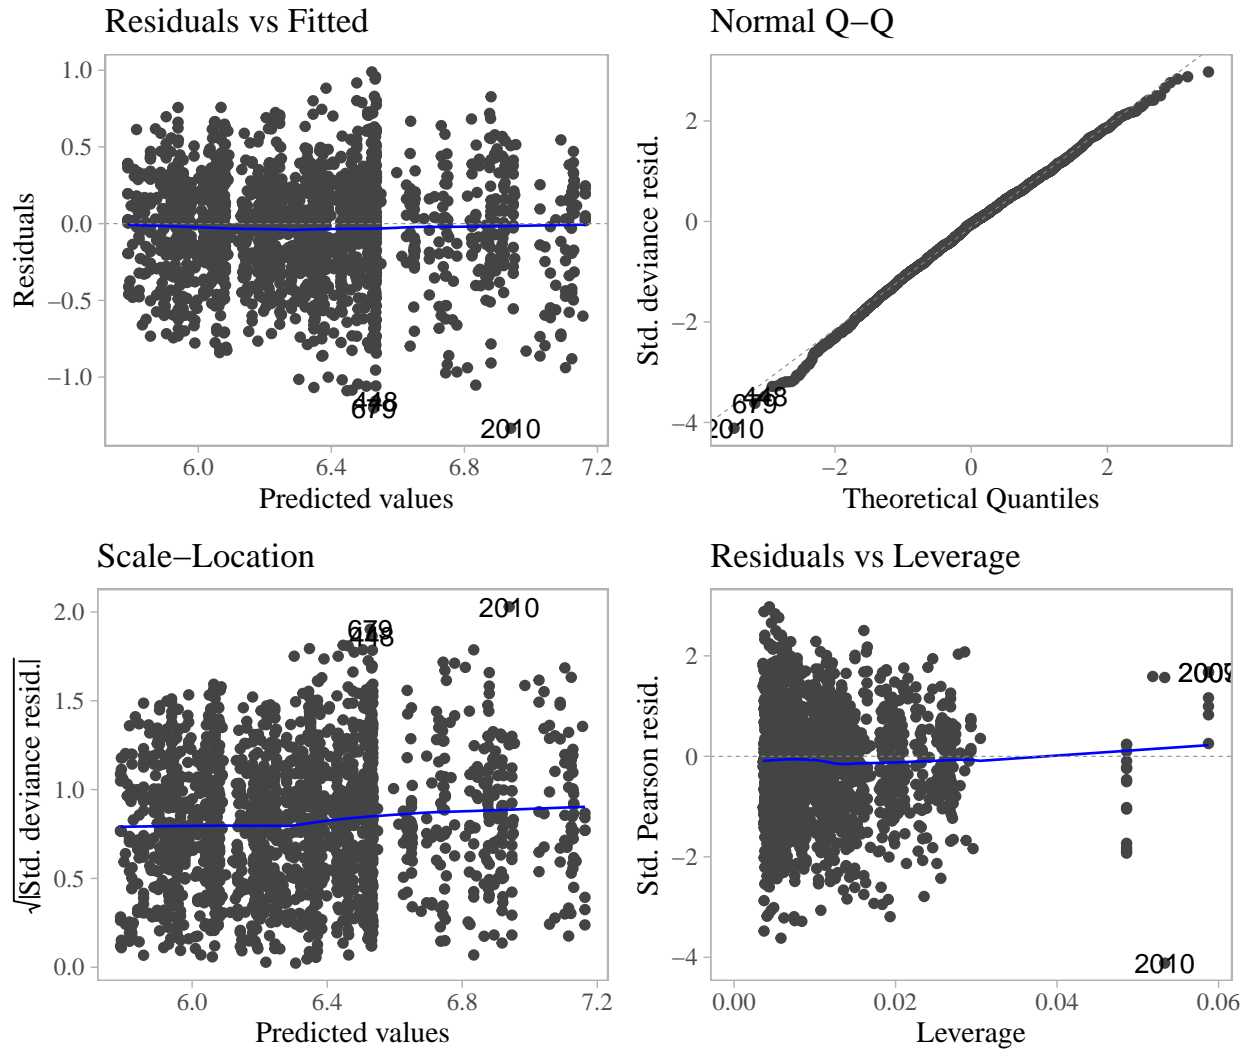 Residuals vs Fitted
1.0
0.5
0.0
−0.5
−1.0
Residuals
448
679
2010
6.0 6.4 6.8 7.2
Predicted values
Normal Q−Q
2
0
−2
−4
Std. deviance resid.
448
679
2010
−2 0 2
Theoretical Quantiles
Scale−Location
2.0
1.5
1.0
0.5
0.0
√|Std. deviance resid.|
2010
679
448
6.0 6.4 6.8 7.2
Predicted values
Residuals vs Leverage
2
0
−2
−4
Std. Pearson resid.
2010
0.00 0.02 0.04 0.06
Leverage